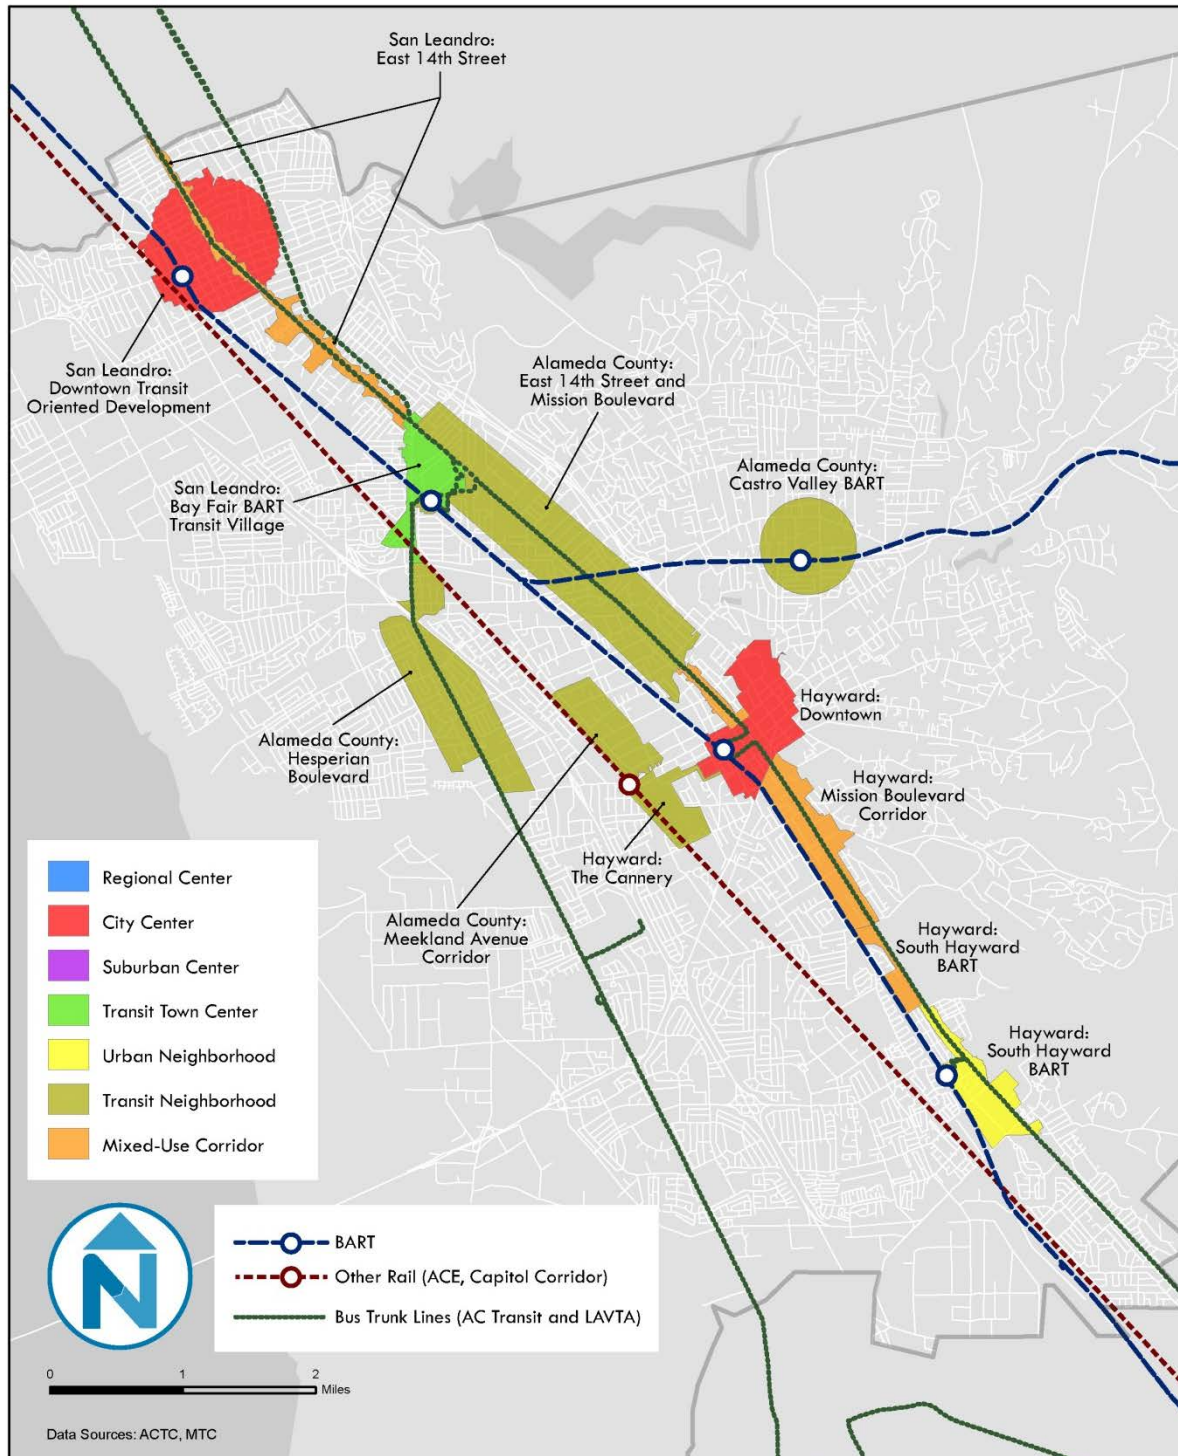 San Leandro:
East 14th Street
San Leandro:
Downtown Transit
Oriented Development
Alameda County:
East 14th Street and
Mission Boulevard
Alameda County:
Castro Valley BART
San Leandro:
Bay Fair BART
Transit Village
Hayward:
Downtown
Alameda County:
Hesperian
Boulevard
Hayward:
Mission Boulevard
Corridor
Hayward:
The Cannery
Alameda County:
Meekland Avenue
Corridor
Hayward:
South Hayward
BART
Hayward:
South Hayward
BART
Regional Center
City Center
Suburban Center
Transit Town Center
Urban Neighborhood
Transit Neighborhood
Mixed-Use Corridor
N
BART
Other Rail (ACE, Capitol Corridor)
Bus Trunk Lines (AC Transit and LAVTA)
0 1 2
Miles
Data Sources: ACTC, MTC